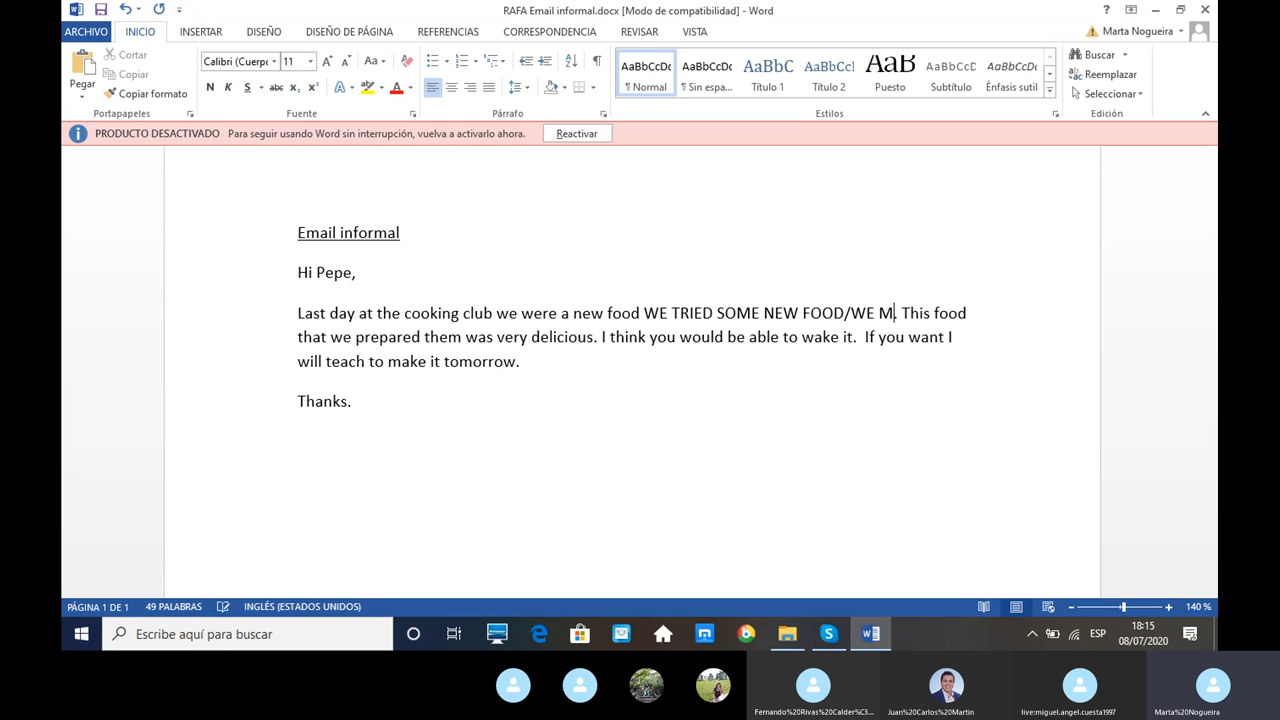 RAFA Email informal.docx [Modo de compatibilidad] - Word
ARCHIVO INICIO INSERTAR DISEÑO DISEÑO DE PÁGINA REFERENCIAS CORRESPONDENCIA REVISAR VISTA Marta Nogueira
Pegar
Cortar
Copiar
Copiar formato
Portapapeles
Calibri (Cuerpo 11
N K S abc x₂ x²
Fuente
Párrafo
AaBbCcDc AaBbCcDc AaBbC AaBbCcl AaB AaBbCcD AaBbCcDc
¶ Normal ¶ Sin espa... Título 1 Título 2 Puesto Subtítulo Énfasis sutil
Estilos
Buscar
Reemplazar
Seleccionar
Edición
PRODUCTO DESACTIVADO Para seguir usando Word sin interrupción, vuelva a activarlo ahora. Reactivar
Email informal
Hi Pepe,
Last day at the cooking club we were a new food WE TRIED SOME NEW FOOD/WE M. This food
that we prepared them was very delicious. I think you would be able to wake it. If you want I
will teach to make it tomorrow.
Thanks.
PÁGINA 1 DE 1 49 PALABRAS INGLÉS (ESTADOS UNIDOS) 140 %
Escribe aquí para buscar
ESP
18:15
08/07/2020
Fernando%20Rivas%20Calder%C3... Juan%20Carlos%20Martin live:miguel.angel.cuesta1997 Marta%20Nogueira